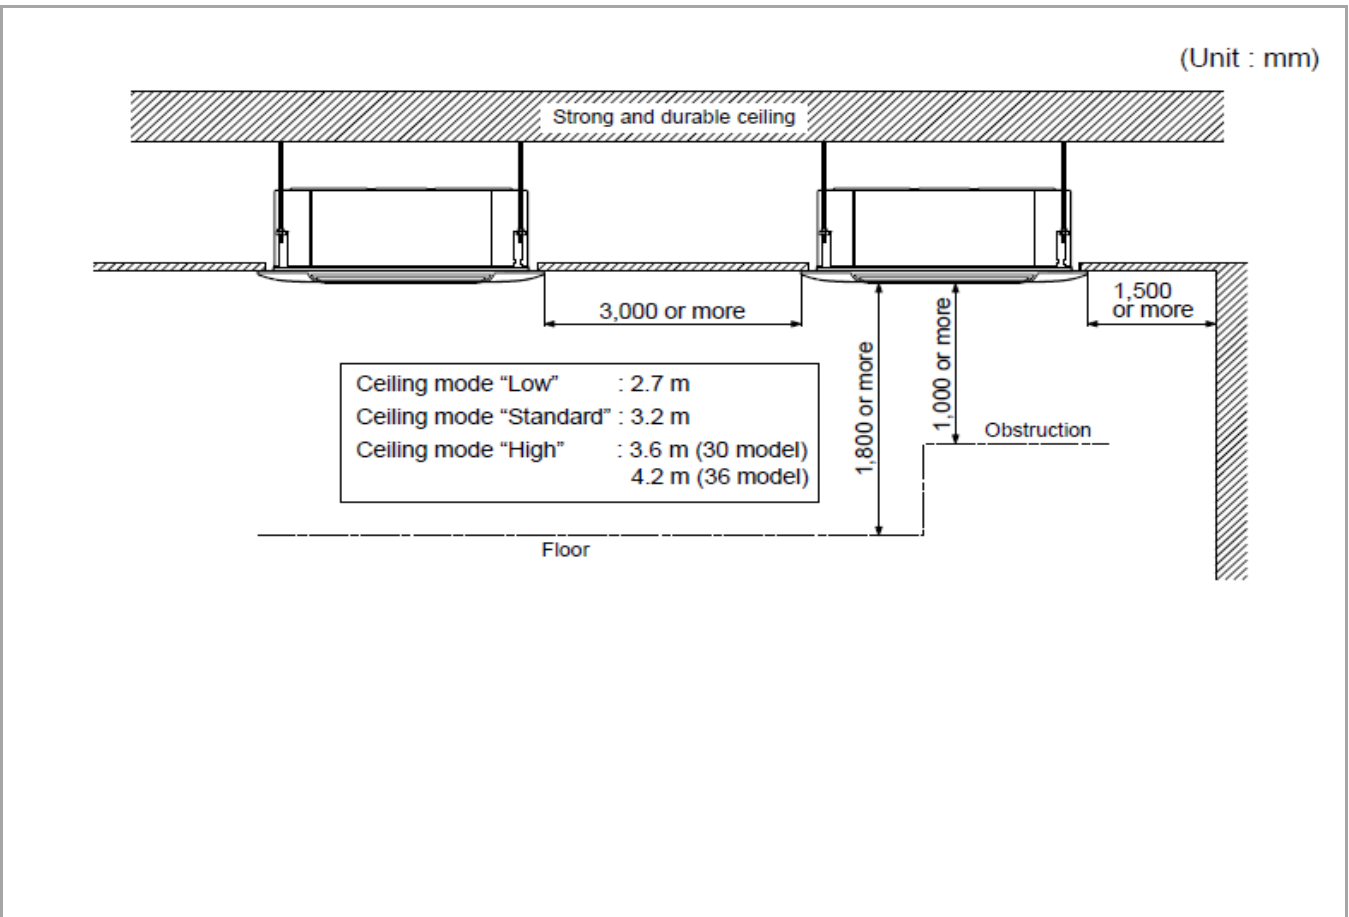 (Unit : mm)
Strong and durable ceiling
3,000 or more
1,500
or more
1,800 or more
1,000 or more
Ceiling mode “Low” : 2.7 m
Ceiling mode “Standard” : 3.2 m
Ceiling mode “High” : 3.6 m (30 model)
4.2 m (36 model)
Obstruction
Floor